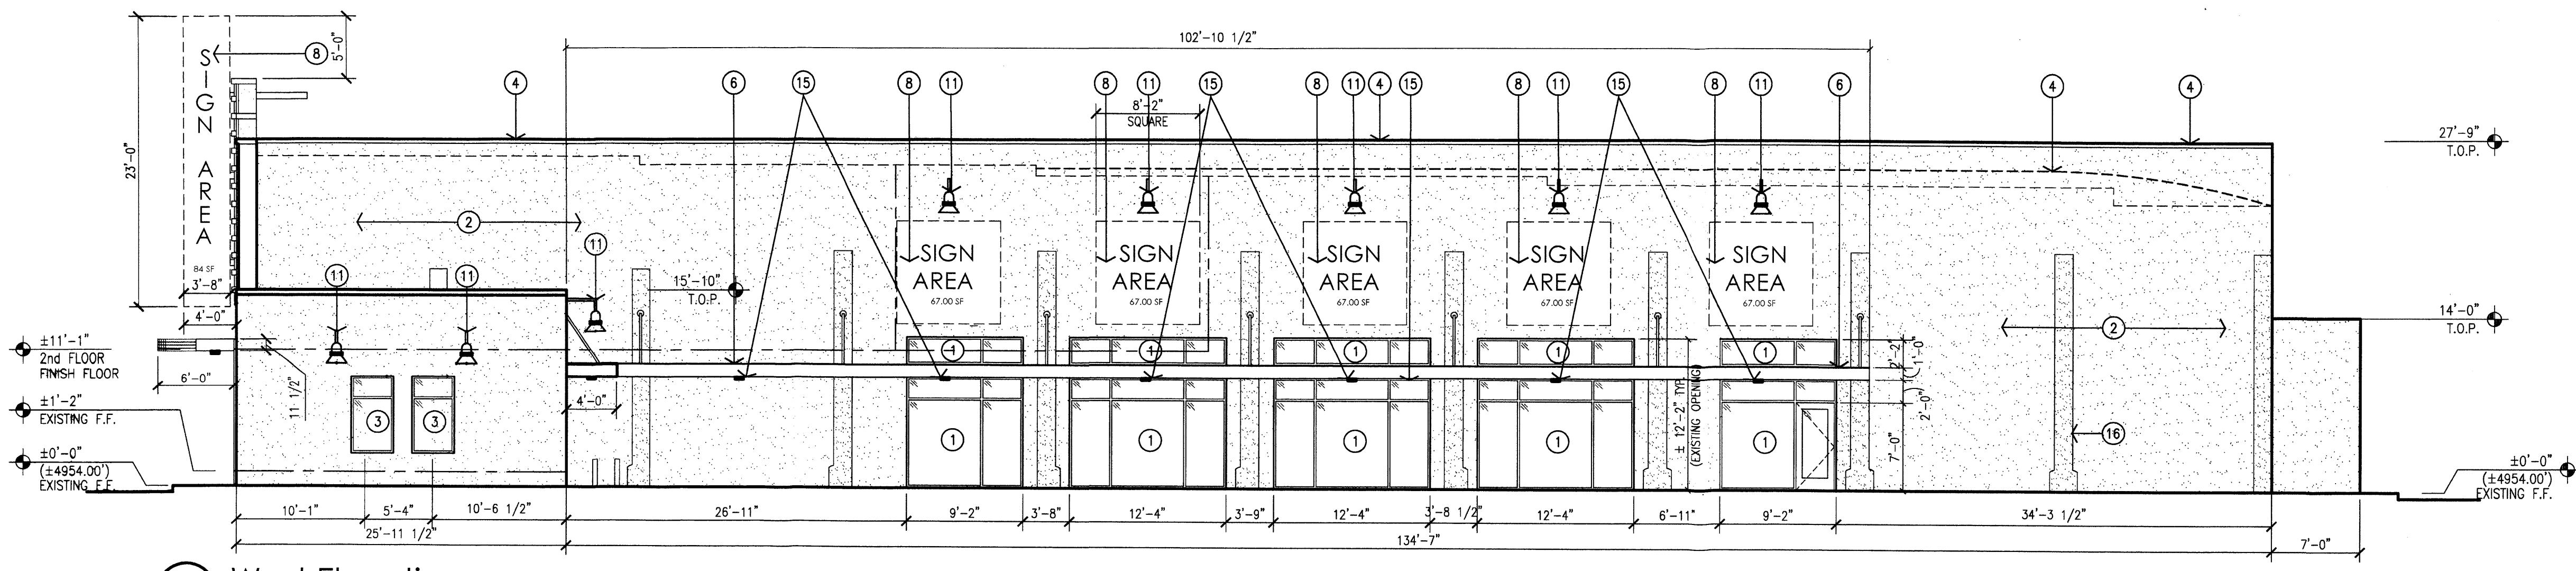 102'-10 1/2"
SIGN AREA
8
5'-0"
23'-0"
84 SF
3'-8"
4'-0"
4
6
15
8
11
8
11
15
8
11
4
15
8
11
15
8
11
6
4
4
8'-2"
SQUARE
27'-9"
T.O.P.
2
11
11
11
15'-10"
T.O.P.
SIGN
AREA
67.00 SF
SIGN
AREA
67.00 SF
SIGN
AREA
67.00 SF
SIGN
AREA
67.00 SF
SIGN
AREA
67.00 SF
2
14'-0"
T.O.P.
±11'-1"
2nd FLOOR
FINISH FLOOR
6'-0"
11 1/2"
±1'-2"
EXISTING F.F.
±0'-0"
(±4954.00')
EXISTING F.F.
3
3
4'-0"
1
1
1
1
1
1
1
1
1
1
± 12'-2" TYP.
(EXISTING OPENING)
2'-2"
1'-0"
2'-0"
7'-0"
16
±0'-0"
(±4954.00')
EXISTING F.F.
10'-1"
5'-4"
10'-6 1/2"
26'-11"
9'-2"
3'-8"
12'-4"
3'-9"
12'-4"
3'-8 1/2"
12'-4"
6'-11"
9'-2"
34'-3 1/2"
25'-11 1/2"
134'-7"
7'-0"